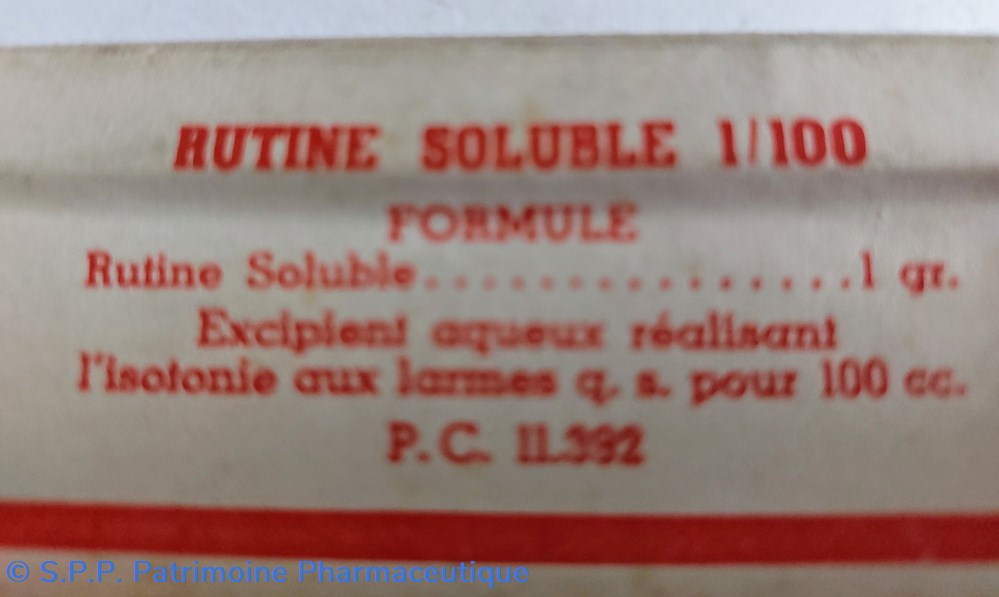 RUTINE SOLUBLE 1/100
FORMULE
Rutine Soluble................1 gr.
Excipient aqueux réalisant
l'isotonie aux larmes q. s. pour 100 cc.
P. C. 11.392
© S.P.P. Patrimoine Pharmaceutique